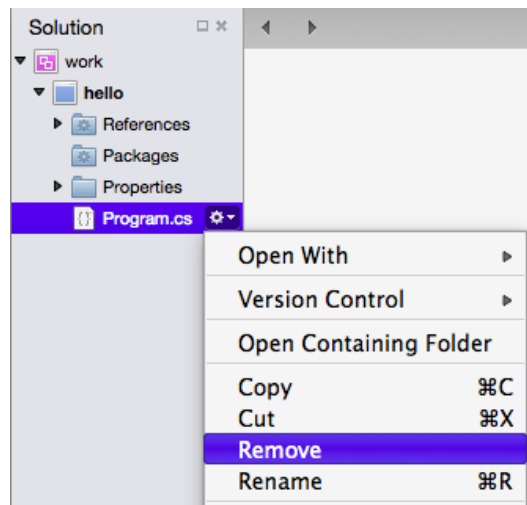 Solution
work
hello
References
Packages
Properties
Program.cs
Open With
Version Control
Open Containing Folder
Copy ⌘C
Cut ⌘X
Remove
Rename ⌘R